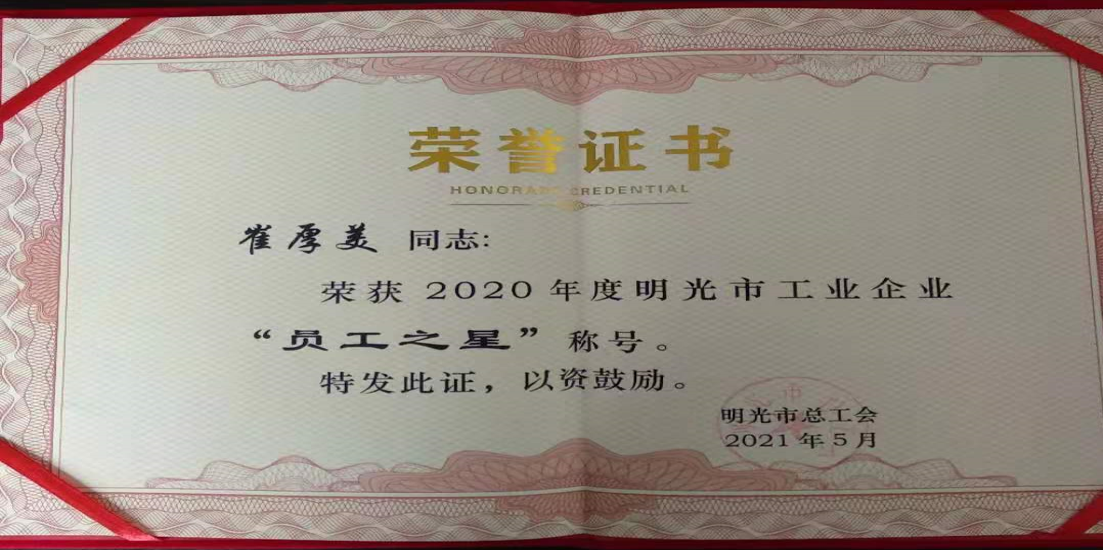 荣誉证书
HONORARY CREDENTIAL
崔厚美 同志:
荣获 2020 年度明光市工业企业
“员工之星”称号。
特发此证，以资鼓励。
明光市总工会
2021 年 5 月